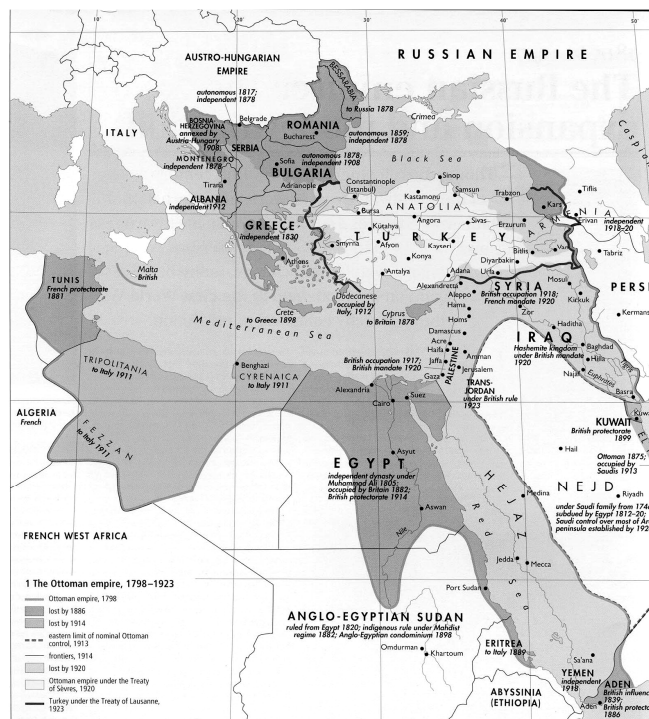 10°
20°
30°
40°
50°
RUSSIAN EMPIRE
AUSTRO-HUNGARIAN
EMPIRE
BESSARABIA
to Russia 1878
autonomous 1817;
independent 1878
Crimea
Caspian
ITALY
BOSNIA
HERZEGOVINA
annexed by
Austria-Hungary
1908
Belgrade
ROMANIA
Bucharest
autonomous 1859;
independent 1878
SERBIA
MONTENEGRO
independent 1878
Sofia
autonomous 1878;
independent 1908
BULGARIA
Black Sea
Tirana
ALBANIA
independent 1912
Adrianople
Constantinople
(Istanbul)
Sinop
Kastamonu
Samsun
Trabzon
Kars
Tiflis
Erivan
ARMENIA
independent
1918–20
ANATOLIA
Bursa
Angora
Sivas
Erzurum
GREECE
independent 1830
Athens
TURKEY
Kütahya
Smyrna
Afyon
Kayseri
Konya
Bitlis
Van
Diyarbakir
Tabriz
Antalya
Adana
Urfa
TUNIS
French protectorate
1881
Malta
British
Dodecanese
occupied by
Italy, 1912
Crete
to Greece 1898
Cyprus
to Britain 1878
Alexandretta
Aleppo
Hama
Homs
SYRIA
British occupation 1918;
French mandate 1920
Zor
Mosul
Kirkuk
PERSI
Kermans
Mediterranean Sea
Damascus
Haditha
IRAQ
Hashemite kingdom
under British mandate
1920
Baghdad
Hilla
Najaf
Euphrates
Basra
TRIPOLITANIA
to Italy 1911
Benghazi
CYRENAICA
to Italy 1911
British occupation 1917;
British mandate 1920
Acre
Haifa
Jaffa
Gaza
PALESTINE
Amman
Jerusalem
TRANS-
JORDAN
under British rule
1923
Alexandria
Cairo
Suez
KUWAIT
British protectorate
1899
Kuwa
ALGERIA
French
FEZZAN
to Italy 1911
Asyut
EGYPT
independent dynasty under
Muhammad Ali 1805;
occupied by Britain 1882;
British protectorate 1914
Aswan
Nile
Hail
Ottoman 1875;
occupied by
Saudis 1913
NEJD
Riyadh
under Saudi family from 174
subdued by Egypt 1812–20;
Saudi control over most of Ar
peninsula established by 192
HEJAZ
Medina
Red Sea
Jedda
Mecca
FRENCH WEST AFRICA
Port Sudan
ANGLO-EGYPTIAN SUDAN
ruled from Egypt 1820; indigenous rule under Mahdist
regime 1882; Anglo-Egyptian condominium 1898
Omdurman
Khartoum
ERITREA
to Italy 1889
ABYSSINIA
(ETHIOPIA)
Sa'ana
YEMEN
independent
1918
ADEN
British influenc
1839;
British protecto
1886
Aden
1 The Ottoman empire, 1798–1923
Ottoman empire, 1798
lost by 1886
lost by 1914
eastern limit of nominal Ottoman
control, 1913
frontiers, 1914
lost by 1920
Ottoman empire under the Treaty
of Sèvres, 1920
Turkey under the Treaty of Lausanne,
1923